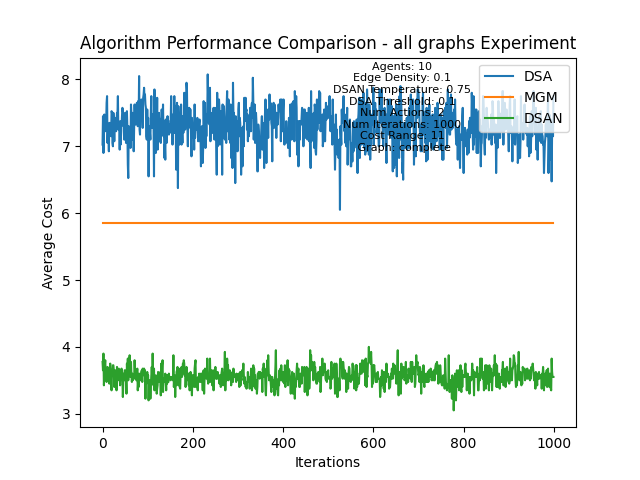 Algorithm Performance Comparison - all graphs Experiment
Agents: 10
Edge Density: 0.1
DSAN Temperature: 0.75
DSA Threshold: 0.1
Num Actions: 2
Num Iterations: 1000
Cost Range: 11
Graph: complete
DSA
MGM
DSAN
8
7
6
5
4
3
Average Cost
0
200
400
600
800
1000
Iterations